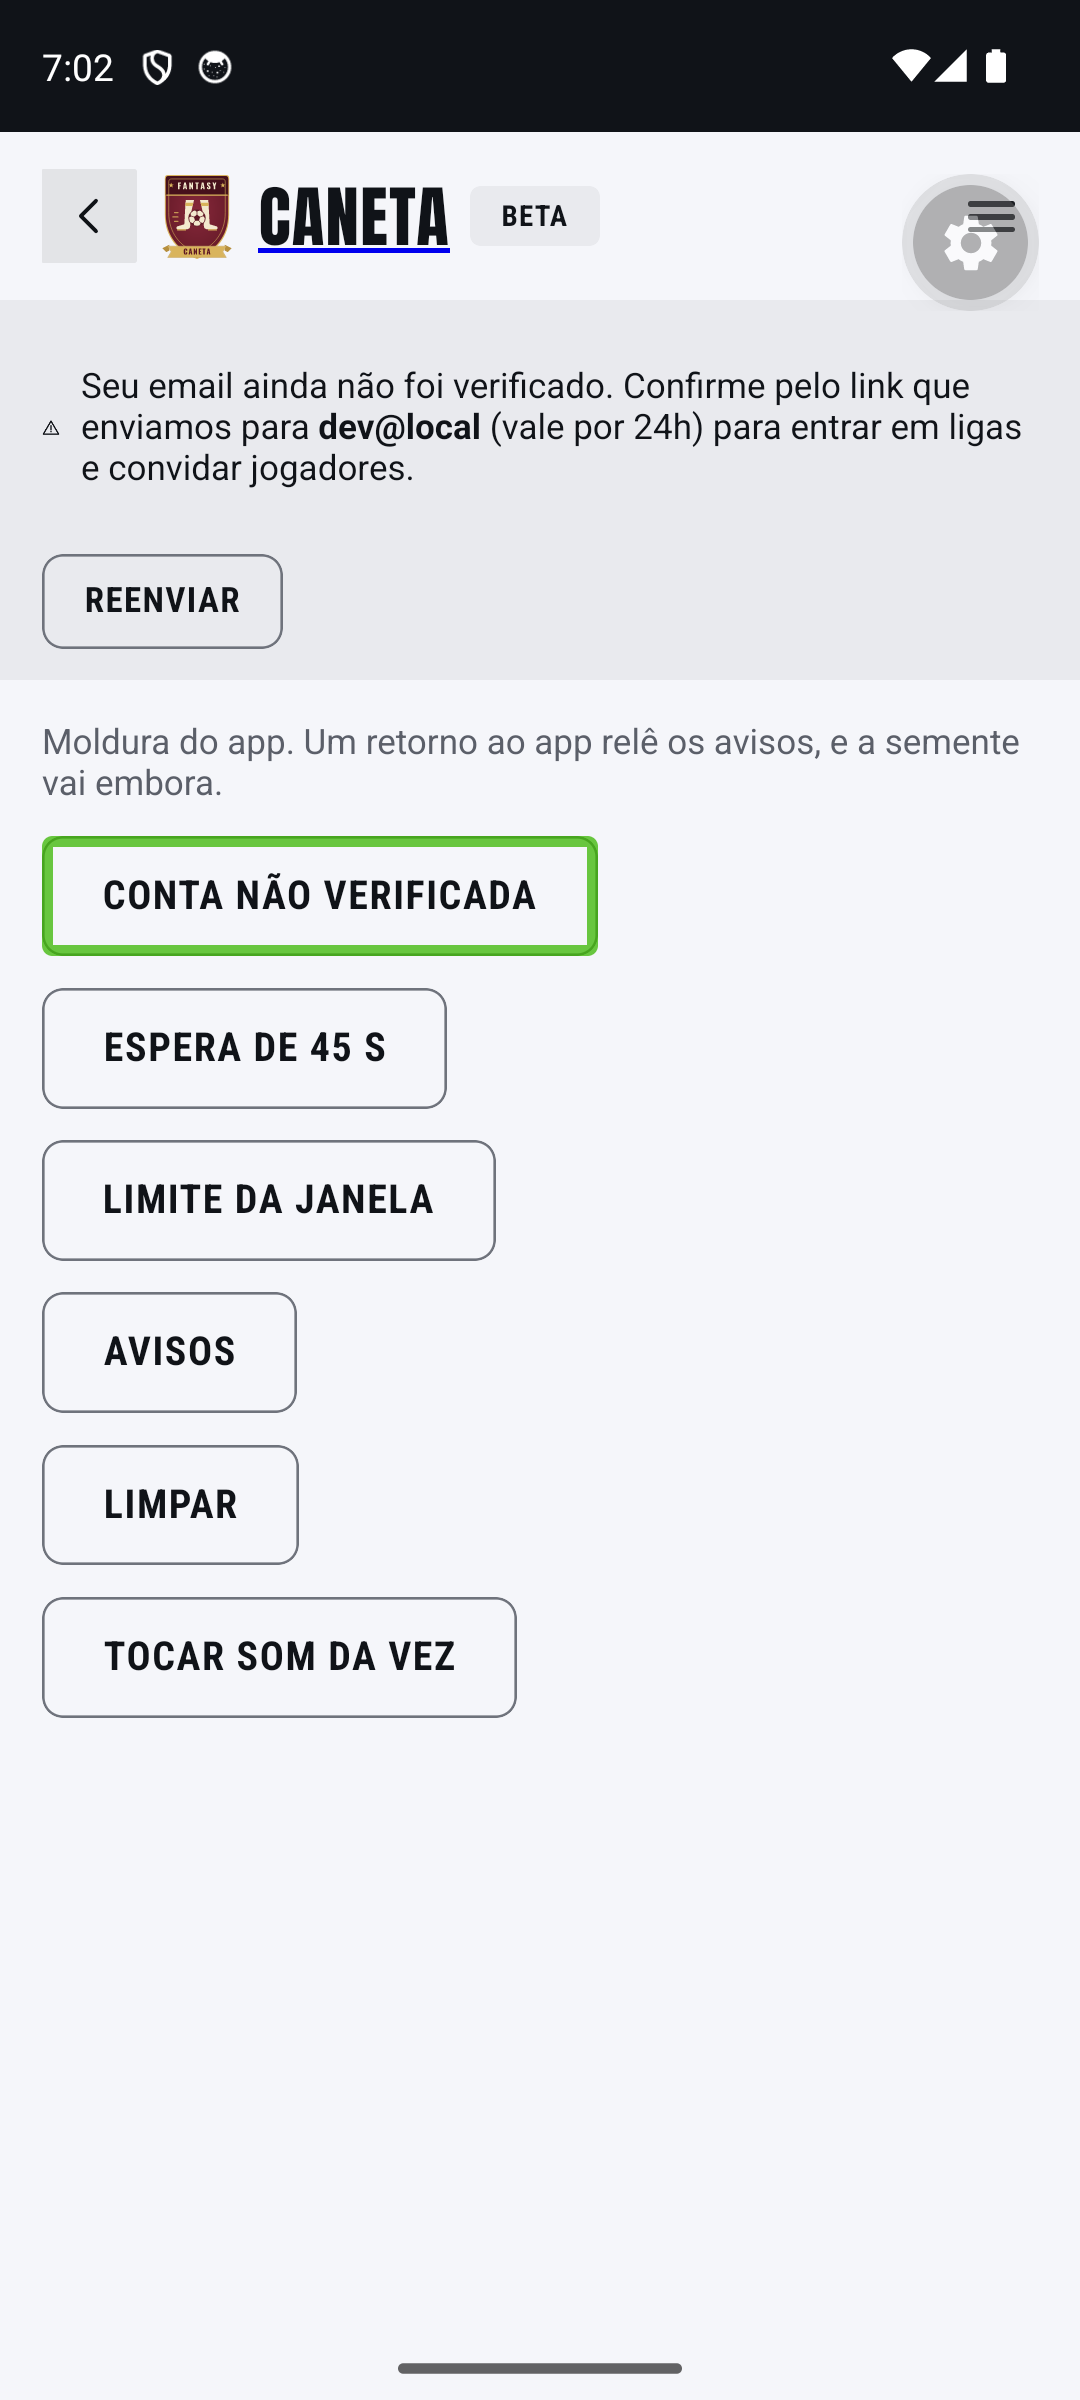 7:02
FANTASY
CANETA
CANETA
BETA
Seu email ainda não foi verificado. Confirme pelo link que
enviamos para dev@local (vale por 24h) para entrar em ligas
e convidar jogadores.
REENVIAR
Moldura do app. Um retorno ao app relê os avisos, e a semente
vai embora.
CONTA NÃO VERIFICADA
ESPERA DE 45 S
LIMITE DA JANELA
AVISOS
LIMPAR
TOCAR SOM DA VEZ